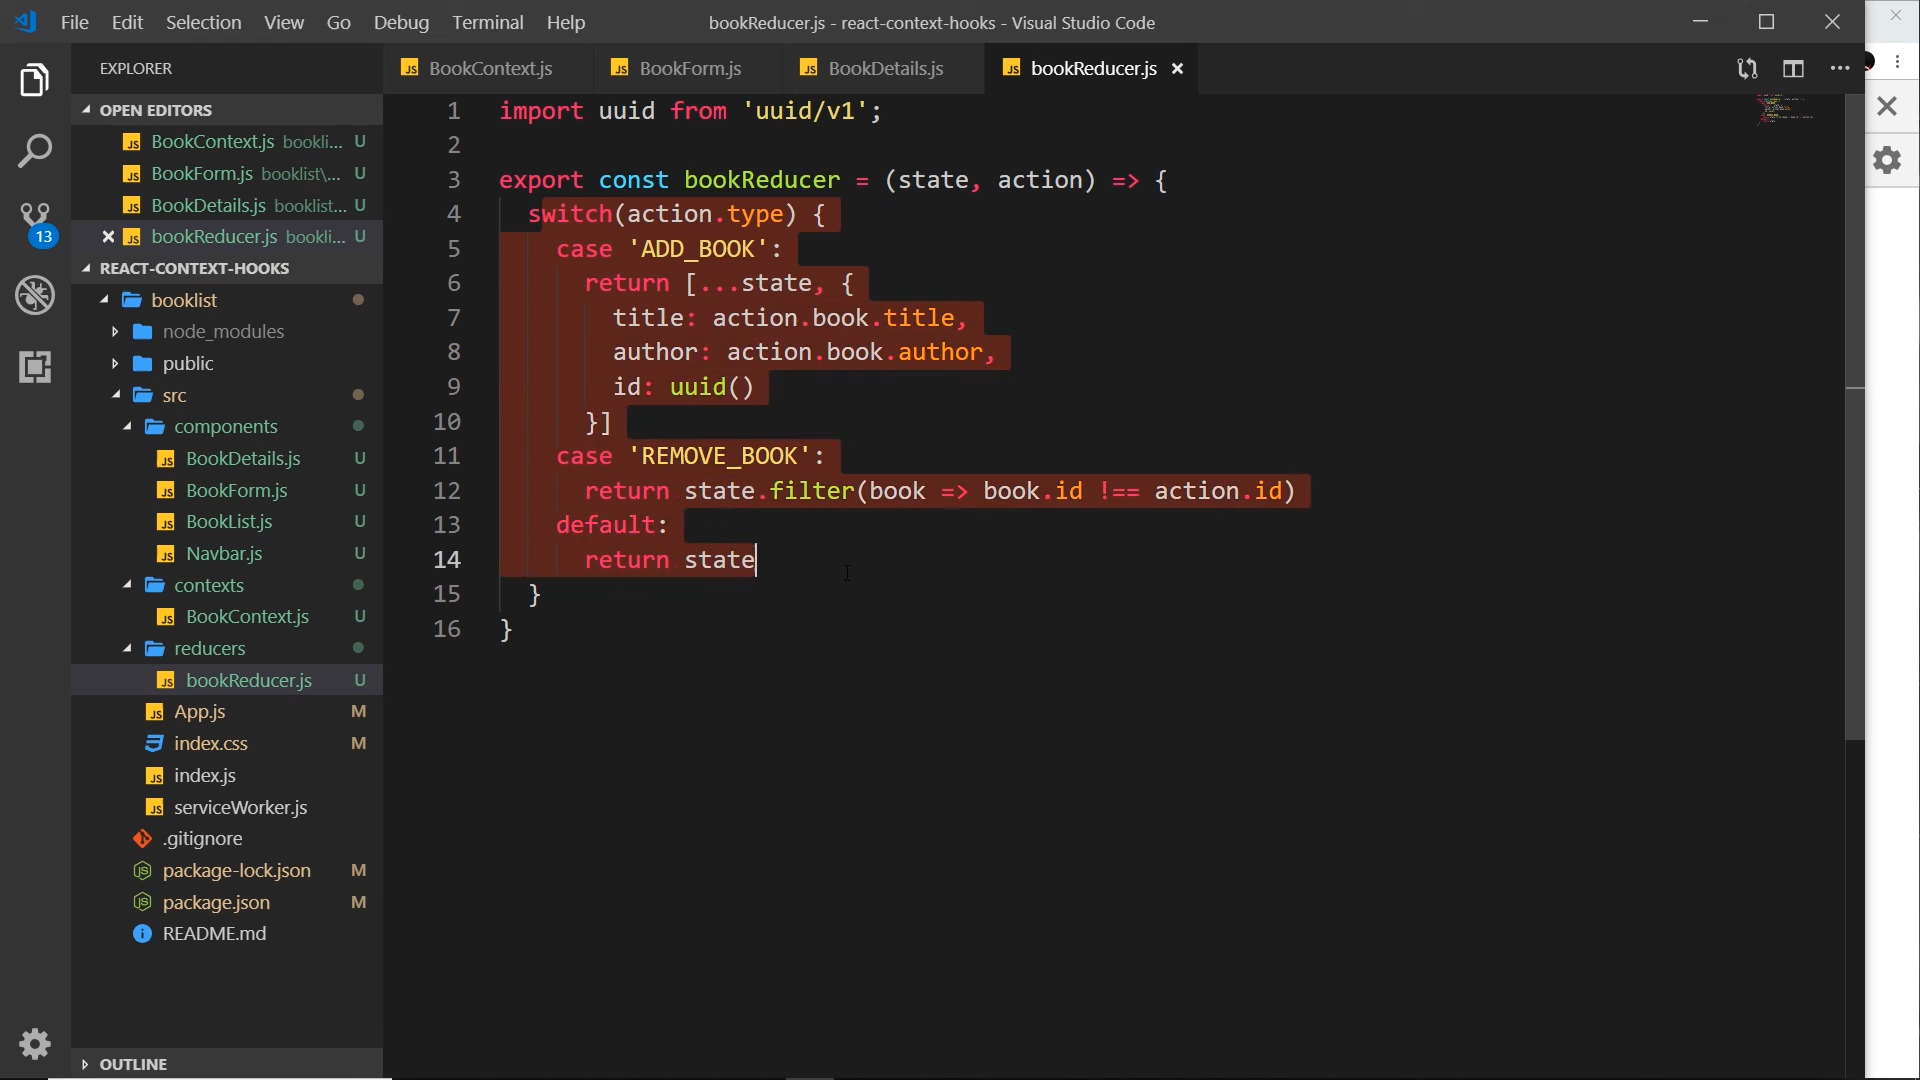 File Edit Selection View Go Debug Terminal Help
bookReducer.js - react-context-hooks - Visual Studio Code
EXPLORER
OPEN EDITORS
BookContext.js bookli... U
BookForm.js booklist\... U
BookDetails.js booklist... U
bookReducer.js bookli... U
13
REACT-CONTEXT-HOOKS
booklist
node_modules
public
src
components
BookDetails.js U
BookForm.js U
BookList.js U
Navbar.js U
contexts
BookContext.js U
reducers
bookReducer.js U
App.js M
index.css M
index.js
serviceWorker.js
.gitignore
package-lock.json M
package.json M
README.md
OUTLINE
BookContext.js BookForm.js BookDetails.js bookReducer.js
1 import uuid from 'uuid/v1';
2
3 export const bookReducer = (state, action) => {
4 switch(action.type) {
5 case 'ADD_BOOK':
6 return [...state, {
7 title: action.book.title,
8 author: action.book.author,
9 id: uuid()
10 }]
11 case 'REMOVE_BOOK':
12 return state.filter(book => book.id !== action.id)
13 default:
14 return state
15 }
16 }